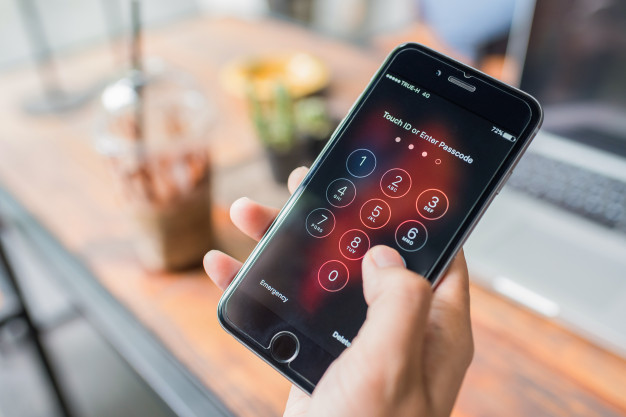 ●●●●● TRUE-H 4G
72%
Touch ID or Enter Passcode
1
2
ABC
3
DEF
4
GHI
5
JKL
6
MNO
7
PQRS
8
TUV
0
Emergency
Delete